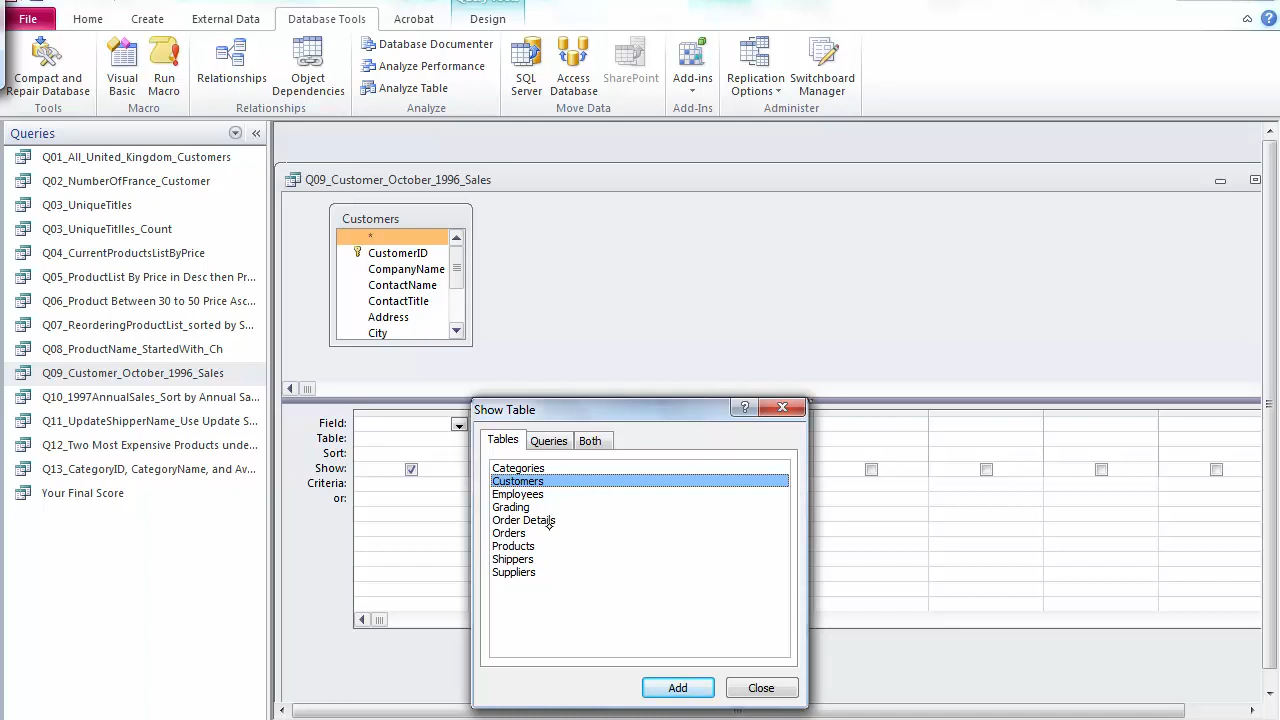 File
Home
Create
External Data
Database Tools
Acrobat
Design
Compact and
Repair Database
Visual
Basic
Run
Macro
Relationships
Object
Dependencies
Database Documenter
Analyze Performance
Analyze Table
SQL
Server
Access
Database
SharePoint
Add-ins
Replication
Options
Switchboard
Manager
Tools
Macro
Relationships
Analyze
Move Data
Add-Ins
Administer
Queries
Q01_All_United_Kingdom_Customers
Q02_NumberOfFrance_Customer
Q03_UniqueTitles
Q03_UniqueTitlles_Count
Q04_CurrentProductsListByPrice
Q05_ProductList By Price in Desc then Pr...
Q06_Product Between 30 to 50 Price Asc...
Q07_ReorderingProductList_sorted by S...
Q08_ProductName_StartedWith_Ch
Q09_Customer_October_1996_Sales
Q10_1997AnnualSales_Sort by Annual Sa...
Q11_UpdateShipperName_Use Update S...
Q12_Two Most Expensive Products unde...
Q13_CategoryID, CategoryName, and Av...
Your Final Score
Q09_Customer_October_1996_Sales
Customers
*
CustomerID
CompanyName
ContactName
ContactTitle
Address
City
Field:
Table:
Sort:
Show:
Criteria:
or:
Show Table
?
Tables
Queries
Both
Categories
Customers
Employees
Grading
Order Details
Orders
Products
Shippers
Suppliers
Add
Close